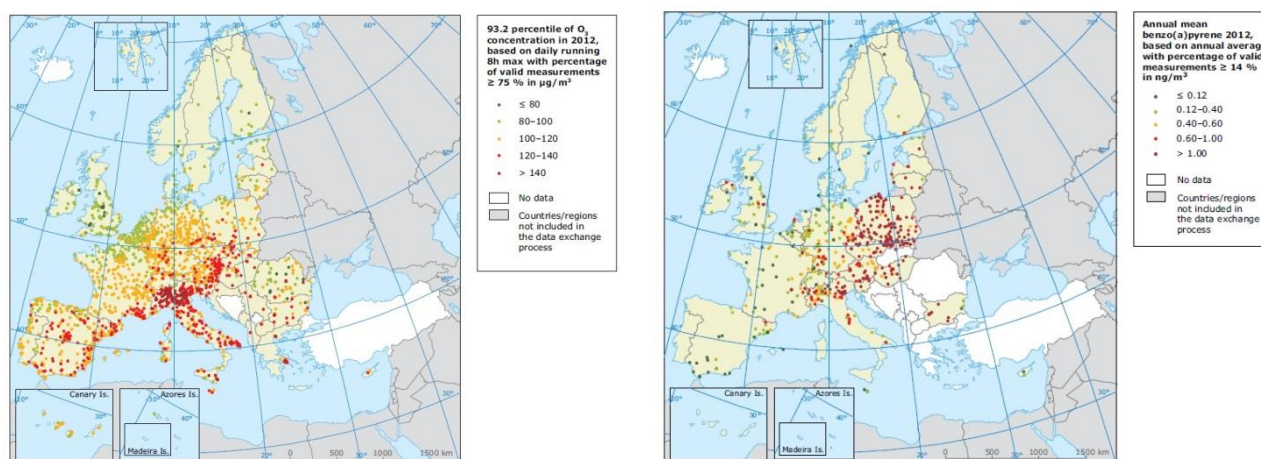 93.2 percentile of O3
concentration in 2012,
based on daily running
8h max with percentage
of valid measurements
≥ 75 % in µg/m³
≤ 80
80–100
100–120
120–140
> 140
No data
Countries/regions
not included in
the data exchange
process
Canary Is.
Azores Is.
Madeira Is.
0
500
1000
1500 km
Annual mean
benzo(a)pyrene 2012,
based on annual average
with percentage of valid
measurements ≥ 14 %
in ng/m³
≤ 0.12
0.12–0.40
0.40–0.60
0.60–1.00
> 1.00
No data
Countries/regions
not included in
the data exchange
process
Canary Is.
Azores Is.
Madeira Is.
0
500
1000
1500 km